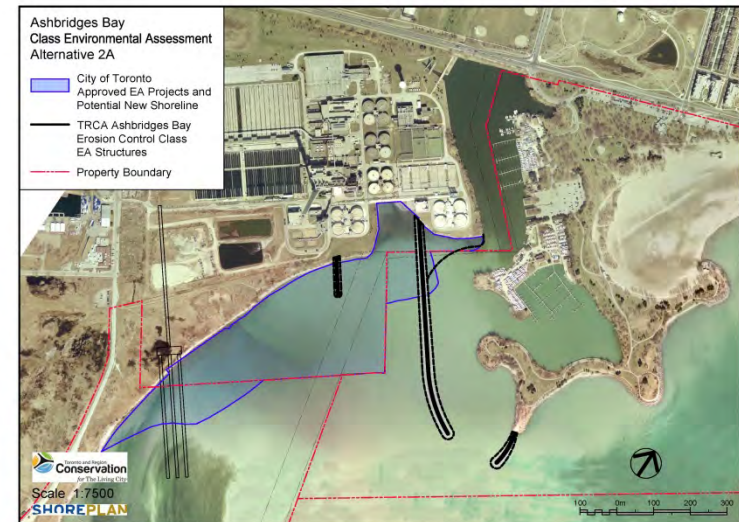 Ashbridges Bay
Class Environmental Assessment
Alternative 2A
City of Toronto
Approved EA Projects and
Potential New Shoreline
TRCA Ashbridges Bay
Erosion Control Class
EA Structures
Property Boundary
Toronto and Region
Conservation
for The Living City
Scale 1:7500
SHOREPLAN
100 0m 100 200 300